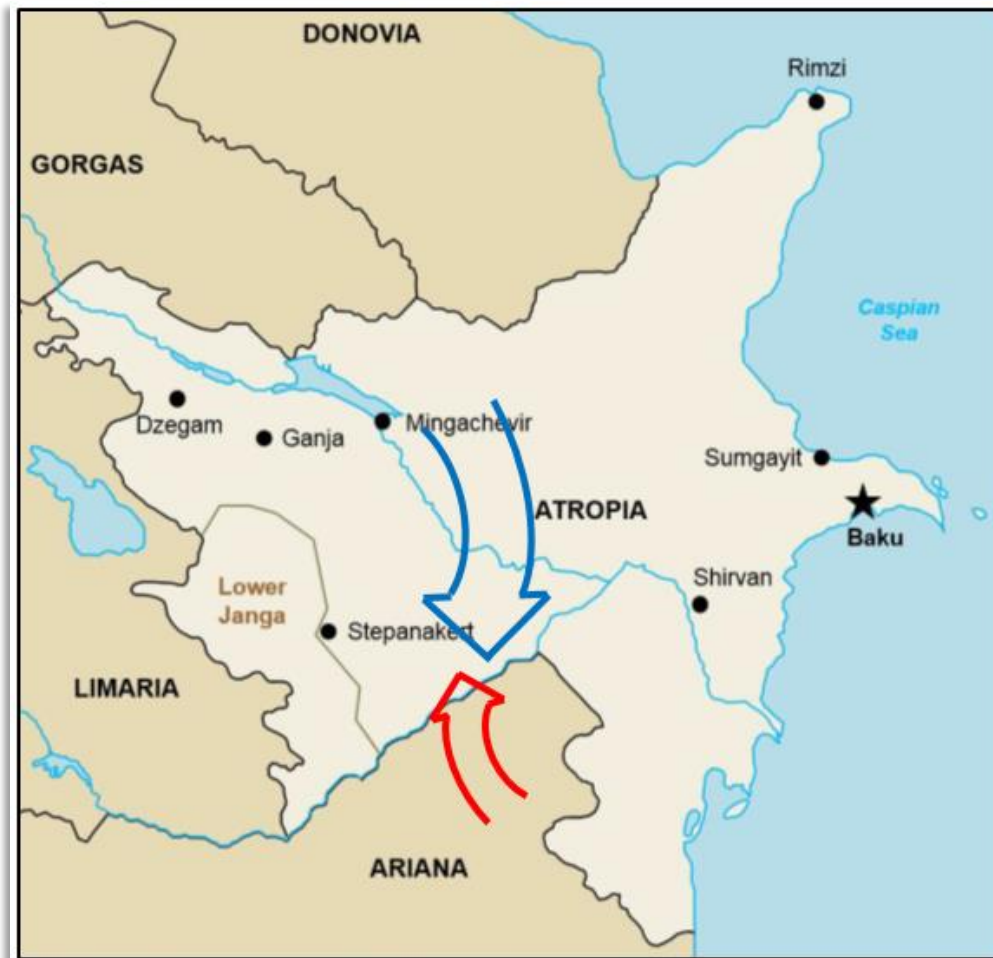 DONOVIA
Rimzi
GORGAS
Caspian
Sea
Dzegam
Ganja
Mingachevir
Sumgayit
ATROPIA
Baku
Shirvan
Lower
Janga
Stepanakert
LIMARIA
ARIANA